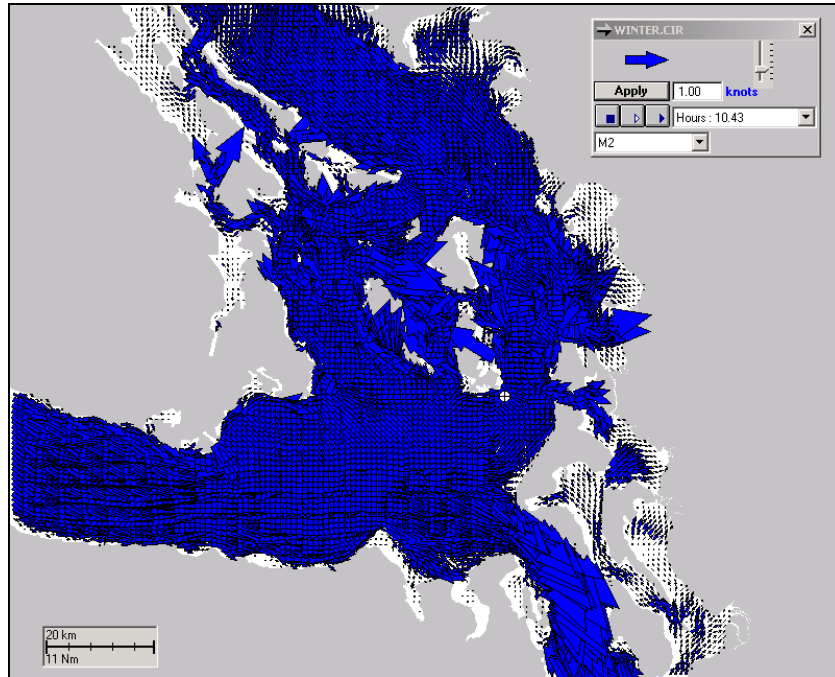 WINTER.CIR
Apply
1.00
knots
Hours : 10.43
M2
20 km
11 Nm